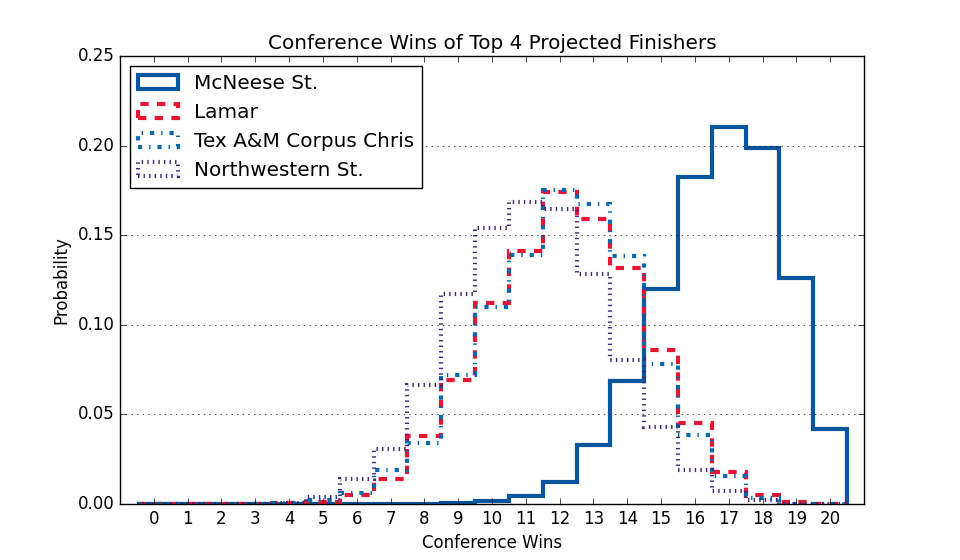 Conference Wins of Top 4 Projected Finishers
0.25
0.20
0.15
0.10
0.05
0.00
Probability
McNeese St.
Lamar
Tex A&M Corpus Chris
Northwestern St.
0 1 2 3 4 5 6 7 8 9 10 11 12 13 14 15 16 17 18 19 20
Conference Wins